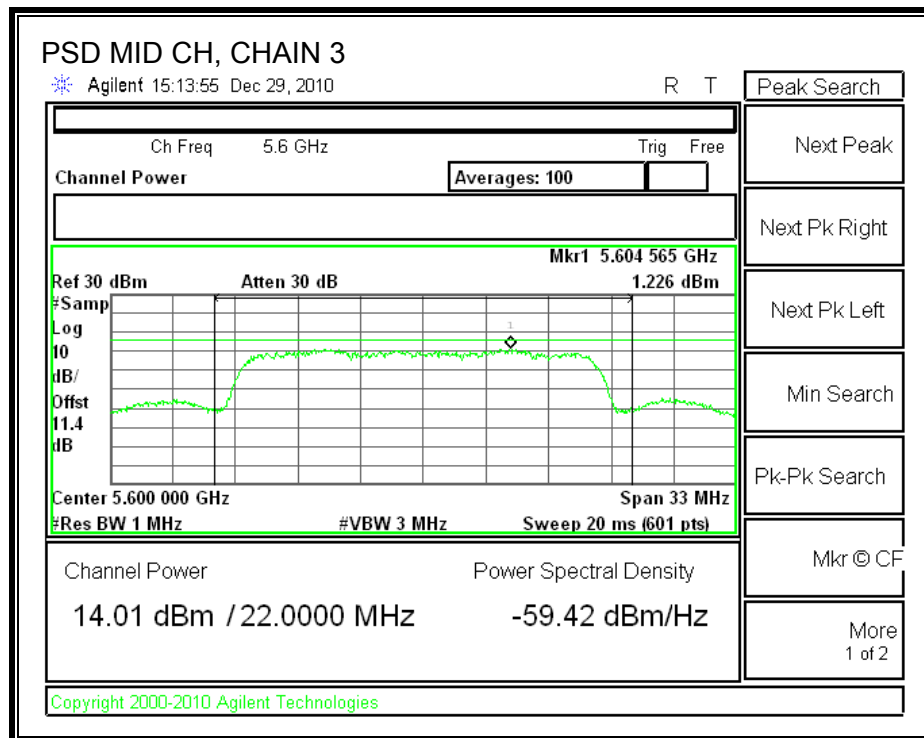 PSD MID CH, CHAIN 3
Agilent 15:13:55 Dec 29, 2010 R T
Peak Search
Ch Freq 5.6 GHz Trig Free
Channel Power Averages: 100
Mkr1 5.604 565 GHz
Ref 30 dBm Atten 30 dB 1.226 dBm
#Samp
Log
10
dB/
Offst
11.4
dB
1
Center 5.600 000 GHz Span 33 MHz
#Res BW 1 MHz #VBW 3 MHz Sweep 20 ms (601 pts)
Channel Power Power Spectral Density
14.01 dBm / 22.0000 MHz -59.42 dBm/Hz
Next Peak
Next Pk Right
Next Pk Left
Min Search
Pk-Pk Search
Mkr © CF
More
1 of 2
Copyright 2000-2010 Agilent Technologies